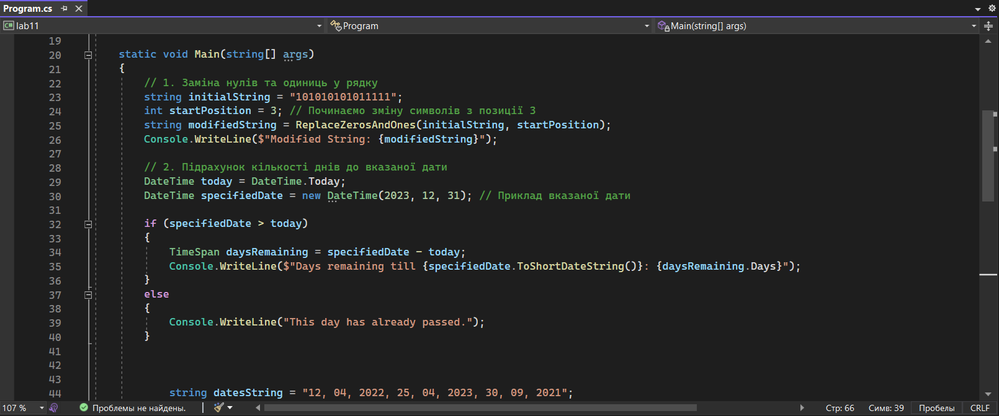 Program.cs
lab11 Program Main(string[] args)
19
20 static void Main(string[] args)
21 {
22 // 1. Заміна нулів та одиниць у рядку
23 string initialString = "101010101011111";
24 int startPosition = 3; // Починаємо зміну символів з позиції 3
25 string modifiedString = ReplaceZerosAndOnes(initialString, startPosition);
26 Console.WriteLine($"Modified String: {modifiedString}");
27
28 // 2. Підрахунок кількості днів до вказаної дати
29 DateTime today = DateTime.Today;
30 DateTime specifiedDate = new DateTime(2023, 12, 31); // Приклад вказаної дати
31
32 if (specifiedDate > today)
33 {
34 TimeSpan daysRemaining = specifiedDate - today;
35 Console.WriteLine($"Days remaining till {specifiedDate.ToShortDateString()}: {daysRemaining.Days}");
36 }
37 else
38 {
39 Console.WriteLine("This day has already passed.");
40 }
41
42
43
44 string datesString = "12, 04, 2022, 25, 04, 2023, 30, 09, 2021";
107 % Проблемы не найдены. Стр: 66 Симв: 39 Пробелы CRLF